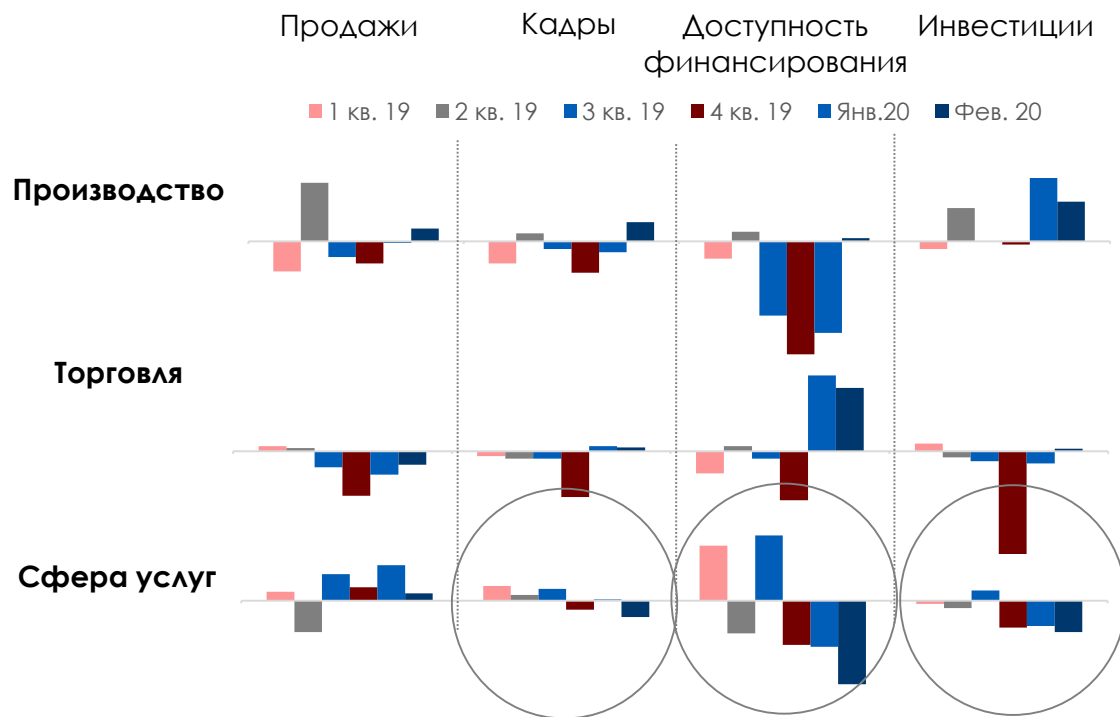 Продажи
Кадры
Доступность
финансирования
Инвестиции
1 кв. 19 2 кв. 19 3 кв. 19 4 кв. 19 Янв.20 Фев. 20
Производство
Торговля
Сфера услуг